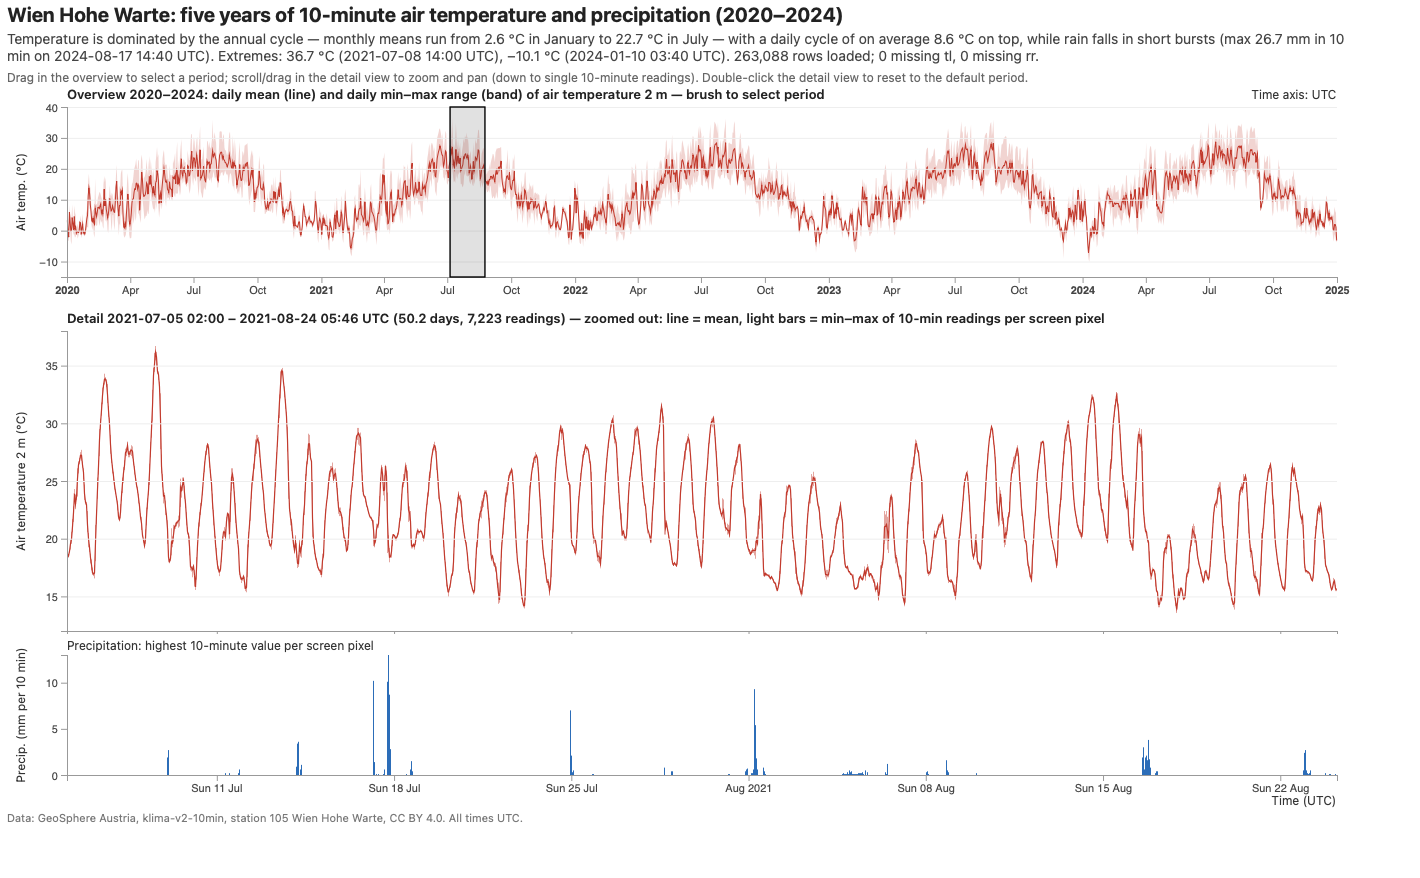 Wien Hohe Warte: five years of 10-minute air temperature and precipitation (2020–2024)
Temperature is dominated by the annual cycle — monthly means run from 2.6 °C in January to 22.7 °C in July — with a daily cycle of on average 8.6 °C on top, while rain falls in short bursts (max 26.7 mm in 10
min on 2024-08-17 14:40 UTC). Extremes: 36.7 °C (2021-07-08 14:00 UTC), −10.1 °C (2024-01-10 03:40 UTC). 263,088 rows loaded; 0 missing tl, 0 missing rr.
Drag in the overview to select a period; scroll/drag in the detail view to zoom and pan (down to single 10-minute readings). Double-click the detail view to reset to the default period.
Overview 2020–2024: daily mean (line) and daily min–max range (band) of air temperature 2 m — brush to select period
Time axis: UTC
Air temp. (°C)
40
30
20
10
0
−10
2020 Apr Jul Oct 2021 Apr Jul Oct 2022 Apr Jul Oct 2023 Apr Jul Oct 2024 Apr Jul Oct 2025
Detail 2021-07-05 02:00 – 2021-08-24 05:46 UTC (50.2 days, 7,223 readings) — zoomed out: line = mean, light bars = min–max of 10-min readings per screen pixel
Air temperature 2 m (°C)
35
30
25
20
15
Precipitation: highest 10-minute value per screen pixel
Precip. (mm per 10 min)
10
5
0
Sun 11 Jul Sun 18 Jul Sun 25 Jul Aug 2021 Sun 08 Aug Sun 15 Aug Sun 22 Aug
Time (UTC)
Data: GeoSphere Austria, klima-v2-10min, station 105 Wien Hohe Warte, CC BY 4.0. All times UTC.